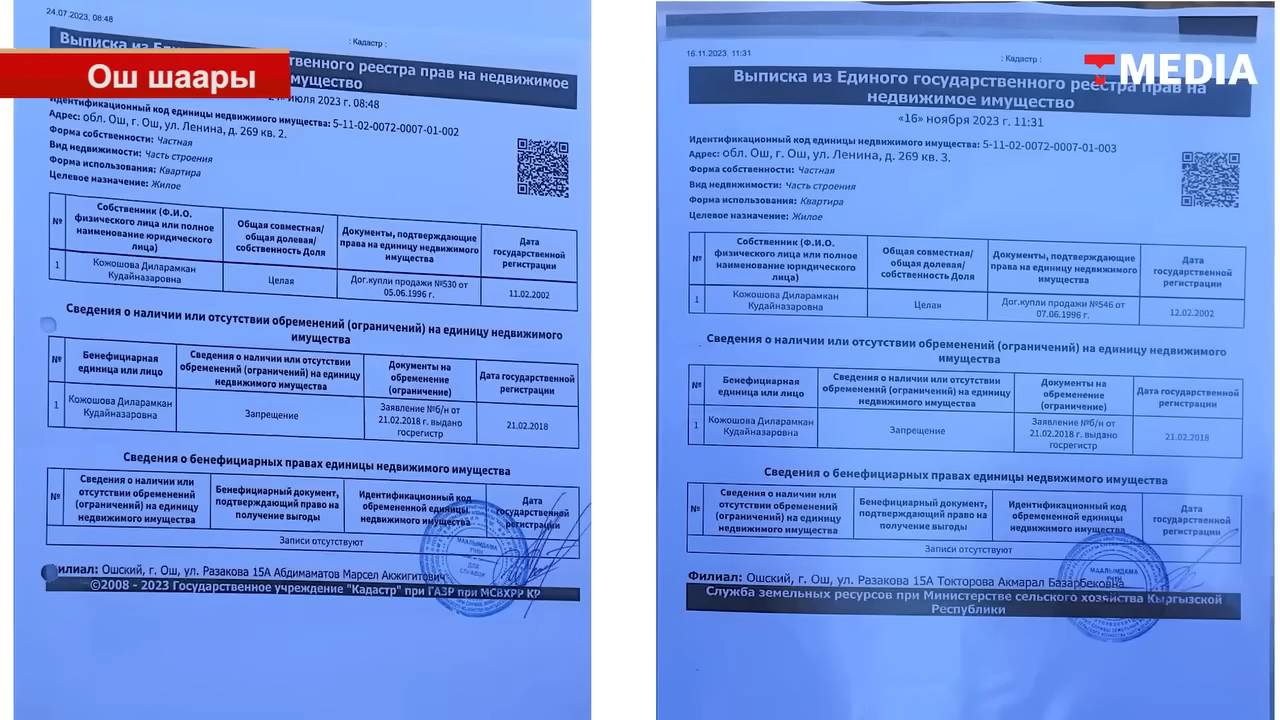 24.07.2023, 08:48
: Кадастр :
Выписка из
твенного реестра прав на недвижимое
имущество
июля 2023 г. 08:48
Идентификационный код единицы недвижимого имущества: 5-11-02-0072-0007-01-002
Адрес: обл. Ош, г. Ош, ул. Ленина, д. 269 кв. 2.
Форма собственности: Частная
Вид недвижимости: Часть строения
Форма использования: Квартира
Целевое назначение: Жилое
№
Собственник (Ф.И.О.
физического лица или полное
наименование юридического
лица)
Общая совместная/
общая долевая/
собственность Доля
Документы, подтверждающие
права на единицу недвижимого
имущества
Дата
государственной
регистрации
1
Кожошова Диларамкан
Кудайназаровна
Целая
Дог.купли продажи №530 от
05.06.1996 г.
11.02.2002
Сведения о наличии или отсутствии обременений (ограничений) на единицу недвижимого
имущества
№
Бенефициарная
единица или лицо
Сведения о наличии или отсутствии
обременений (ограничений) на единицу
недвижимого имущества
Документы на
обременение
(ограничение)
Дата государственной
регистрации
1
Кожошова Диларамкан
Кудайназаровна
Запрещение
Заявление №б/н от
21.02.2018 г. выдано
госрегистр
21.02.2018
Сведения о бенефициарных правах единицы недвижимого имущества
№
Сведения о наличии или
отсутствии обременений
(ограничений) на единицу
недвижимого имущества
Бенефициарный документ,
подтверждающий право на
получение выгоды
Идентификационный код
обремененной единицы
недвижимого имущества
Дата
государственной
регистрации
Записи отсутствуют
Филиал: Ошский, г. Ош, ул. Разакова 15А Абдимаматов Марсел Акжигитович
©2008 - 2023 Государственное учреждение "Кадастр" при ГАЗР при МСВХРР КР
МААЛЫМДАМА
ҮЧҮН
ДЛЯ
СПРАВОК
Ош шаары
16.11.2023, 11:31
: Кадастр :
Выписка из Единого государственного реестра прав на
недвижимое имущество
«16» ноября 2023 г. 11:31
Идентификационный код единицы недвижимого имущества: 5-11-02-0072-0007-01-003
Адрес: обл. Ош, г. Ош, ул. Ленина, д. 269 кв. 3.
Форма собственности: Частная
Вид недвижимости: Часть строения
Форма использования: Квартира
Целевое назначение: Жилое
№
Собственник (Ф.И.О.
физического лица или полное
наименование юридического
лица)
Общая совместная/
общая долевая/
собственность Доля
Документы, подтверждающие
права на единицу недвижимого
имущества
Дата
государственной
регистрации
1
Кожошова Диларамкан
Кудайназаровна
Целая
Дог.купли продажи №546 от
07.06.1996 г.
12.02.2002
Сведения о наличии или отсутствии обременений (ограничений) на единицу недвижимого
имущества
№
Бенефициарная
единица или лицо
Сведения о наличии или отсутствии
обременений (ограничений) на единицу
недвижимого имущества
Документы на
обременение
(ограничение)
Дата государственной
регистрации
1
Кожошова Диларамкан
Кудайназаровна
Запрещение
Заявление №б/н от
21.02.2018 г. выдано
госрегистр
21.02.2018
Сведения о бенефициарных правах единицы недвижимого имущества
№
Сведения о наличии или
отсутствии обременений
(ограничений) на единицу
недвижимого имущества
Бенефициарный документ,
подтверждающий право на
получение выгоды
Идентификационный код
обремененной единицы
недвижимого имущества
Дата
государственной
регистрации
Записи отсутствуют
Филиал: Ошский, г. Ош, ул. Разакова 15А Токторова Акмарал Базарбековна
Служба земельных ресурсов при Министерстве сельского хозяйства Кыргызской
Республики
МААЛЫМДАМА
ҮЧҮН
TMEDIA